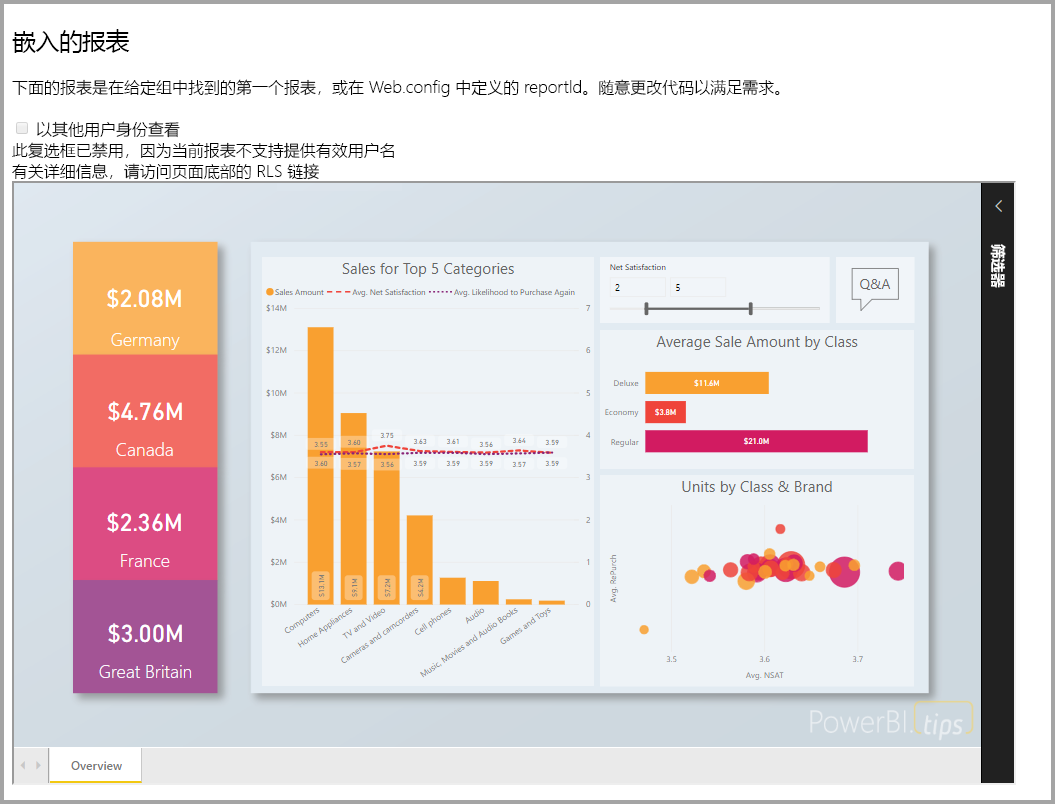 嵌入的报表
下面的报表是在给定组中找到的第一个报表，或在 Web.config 中定义的 reportId。随意更改代码以满足需求。
以其他用户身份查看
此复选框已禁用，因为当前报表不支持提供有效用户名
有关详细信息，请访问页面底部的 RLS 链接
$2.08M
Germany
$4.76M
Canada
$2.36M
France
$3.00M
Great Britain
Sales for Top 5 Categories
Sales Amount Avg. Net Satisfaction Avg. Likelihood to Purchase Again
$14M 7
$12M 6
$10M 5
$8M 4
$6M 3
$4M 2
$2M 1
$0M 0
3.55 3.60 3.75 3.63 3.61 3.56 3.64 3.59
3.60 3.57 3.56 3.59 3.59 3.59 3.57 3.59
$13.1M $9.1M $7.2M $4.2M
Computers
Home Appliances
TV and Video
Cameras and camcorders
Cell phones
Audio
Music, Movies and Audio Books
Games and Toys
Net Satisfaction
2 5
Q&A
Average Sale Amount by Class
Deluxe $11.6M
Economy $3.8M
Regular $21.0M
Units by Class & Brand
Avg. RePurch
3.5 3.6 3.7
Avg. NSAT
PowerBI.tips
筛选器
Overview